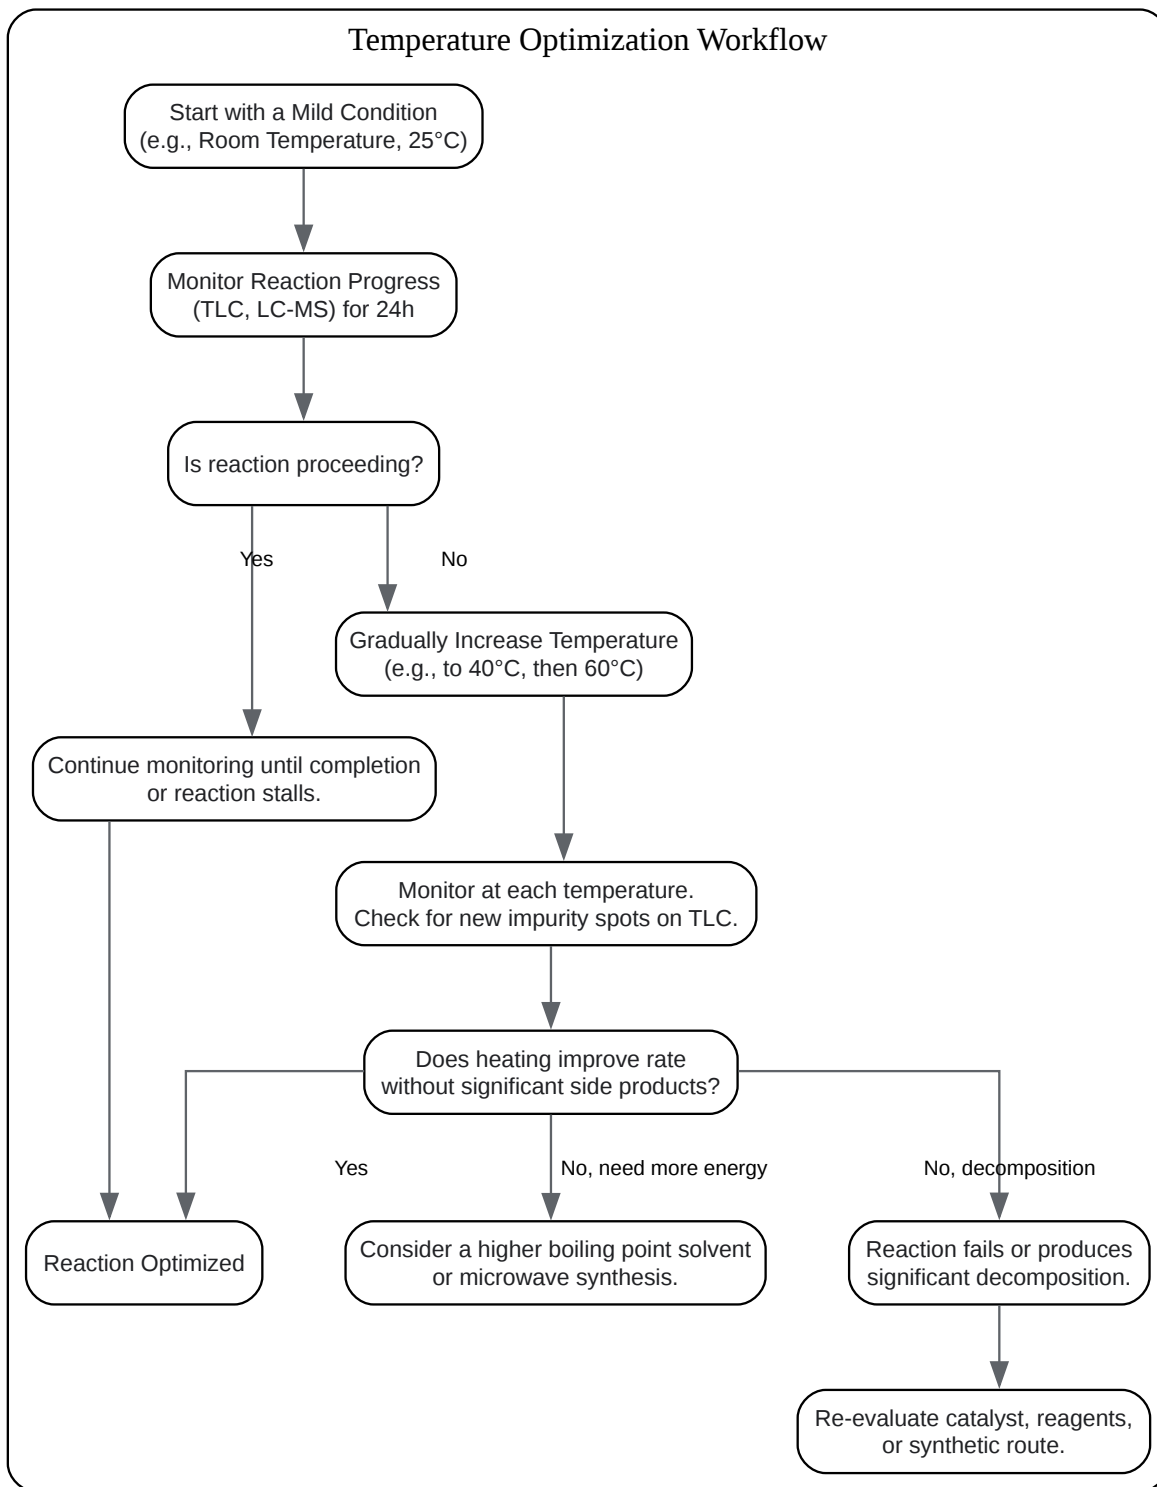 Temperature Optimization Workflow
Start with a Mild Condition
(e.g., Room Temperature, 25°C)
Monitor Reaction Progress
(TLC, LC-MS) for 24h
Is reaction proceeding?
Yes
No
Gradually Increase Temperature
(e.g., to 40°C, then 60°C)
Continue monitoring until completion
or reaction stalls.
Monitor at each temperature.
Check for new impurity spots on TLC.
Does heating improve rate
without significant side products?
Yes
No, need more energy
No, decomposition
Reaction Optimized
Consider a higher boiling point solvent
or microwave synthesis.
Reaction fails or produces
significant decomposition.
Re-evaluate catalyst, reagents,
or synthetic route.